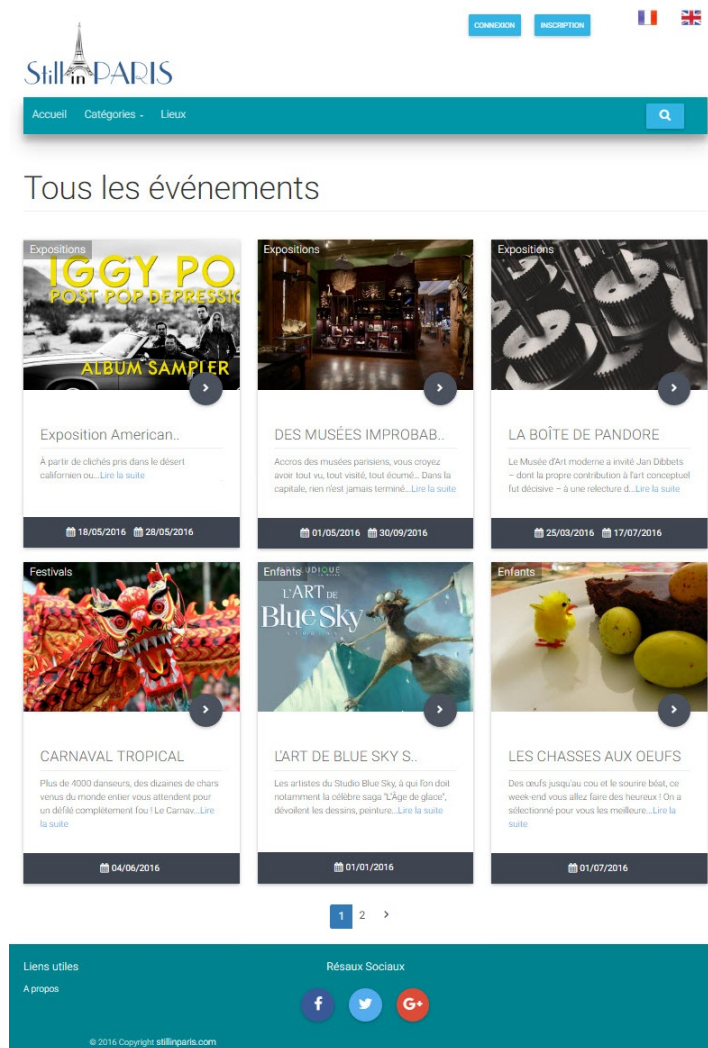 CONNEXION INSCRIPTION
Still in PARIS
Accueil Catégories Lieux
Tous les événements
Expositions
IGGY PO
POST POP DEPRESSIO
ALBUM SAMPLER
Exposition American..
À partir de clichés pris dans le désert
californien ou...Lire la suite
18/05/2016 28/05/2016
Expositions
DES MUSÉES IMPROBAB..
Accros des musées parisiens, vous croyez
avoir tout vu, tout visité, tout écumé... Dans la
capitale, rien n'est jamais terminé...Lire la suite
01/05/2016 30/09/2016
Expositions
LA BOÎTE DE PANDORE
Le Musée d'Art moderne a invité Jan Dibbets
– dont la propre contribution à l'art conceptuel
fut décisive – à une relecture d...Lire la suite
25/03/2016 17/07/2016
Festivals
CARNAVAL TROPICAL
Plus de 4000 danseurs, des dizaines de chars
venus du monde entier vous attendent pour
un défilé complètement fou ! Le Carnav...Lire
la suite
04/06/2016
Enfants
LUDIQUE
L'ART DE
Blue Sky
STUDIOS
L'ART DE BLUE SKY S..
Les artistes du Studio Blue Sky, à qui l'on doit
notamment la célèbre saga "L'Âge de glace",
dévoilent les dessins, peinture...Lire la suite
01/01/2016
Enfants
LES CHASSES AUX OEUFS
Des œufs jusqu'au cou et le sourire béat, ce
week-end vous allez faire des heureux ! On a
sélectionné pour vous les meilleure...Lire la
suite
01/07/2016
1 2 >
Liens utiles
A propos
Résaux Sociaux
f
G+
© 2016 Copyright stillinparis.com